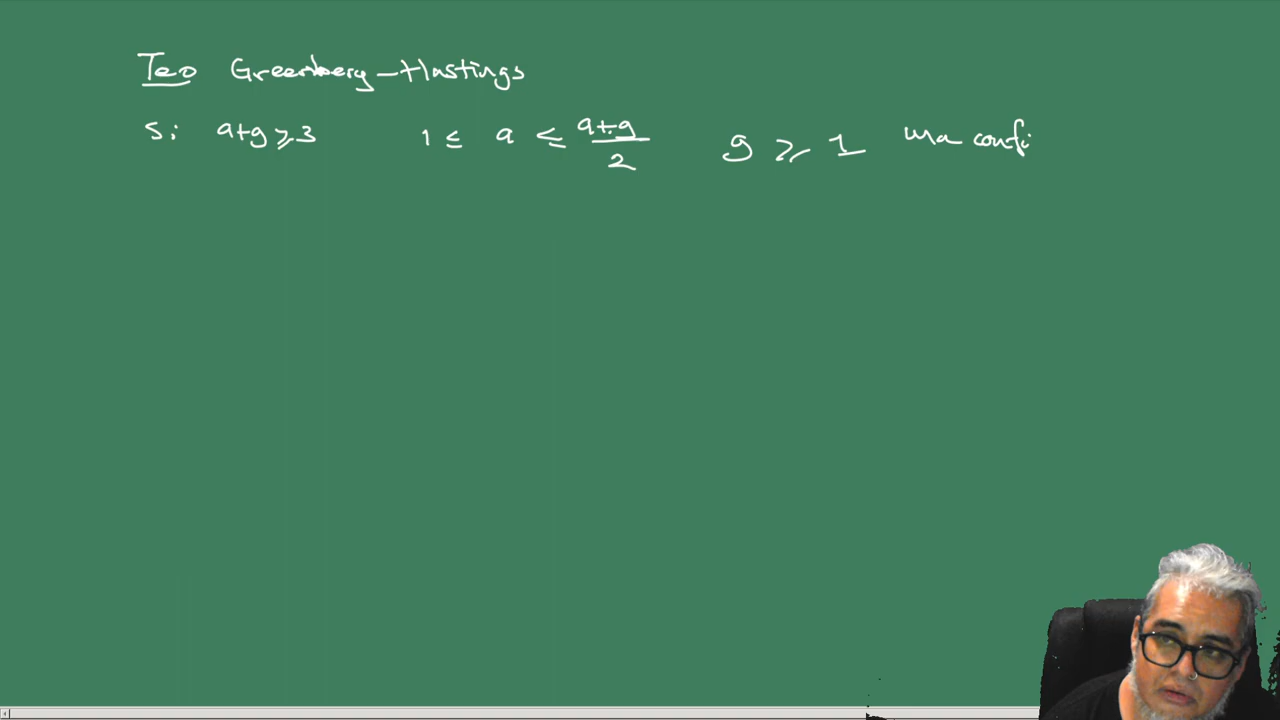 Teo Greenberg-Hastings
Si a+g ≥ 3 1 ≤ a ≤ a+g/2 g ≥ 1 una confi